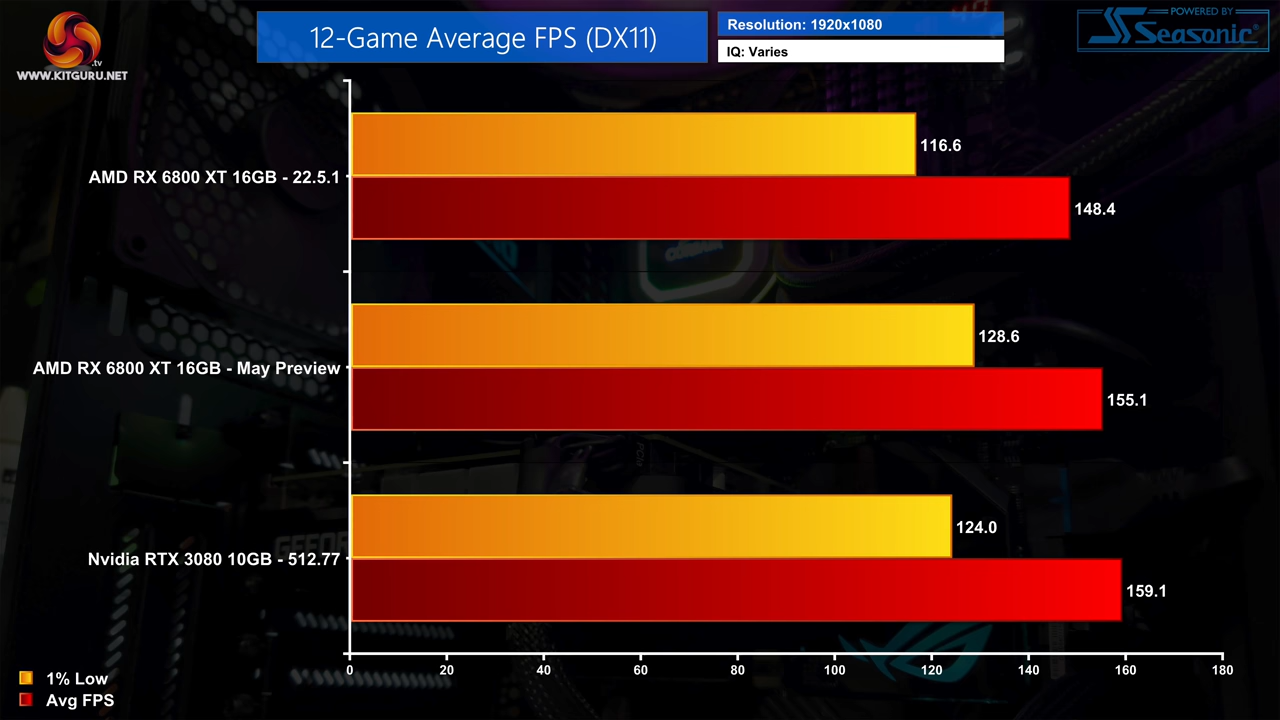 .tv
WWW.KITGURU.NET
12-Game Average FPS (DX11)
Resolution: 1920x1080
IQ: Varies
POWERED BY
Seasonic
AMD RX 6800 XT 16GB - 22.5.1
116.6
148.4
AMD RX 6800 XT 16GB - May Preview
128.6
155.1
Nvidia RTX 3080 10GB - 512.77
124.0
159.1
0 20 40 60 80 100 120 140 160 180
1% Low
Avg FPS